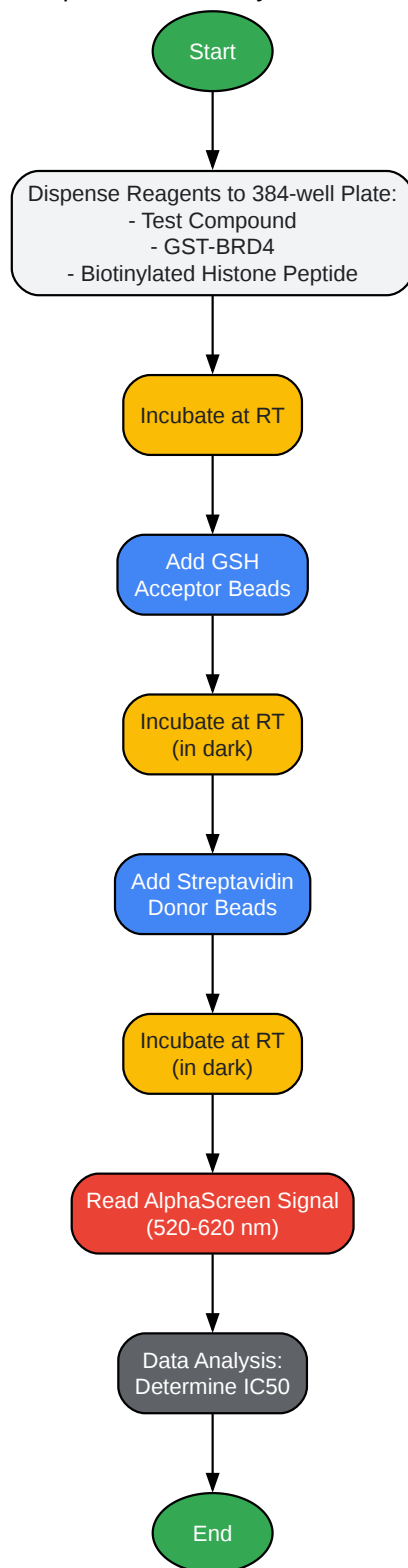 Start
Dispense Reagents to 384-well Plate:
- Test Compound
- GST-BRD4
- Biotinylated Histone Peptide
Incubate at RT
Add GSH
Acceptor Beads
Incubate at RT
(in dark)
Add Streptavidin
Donor Beads
Incubate at RT
(in dark)
Read AlphaScreen Signal
(520-620 nm)
Data Analysis:
Determine IC50
End